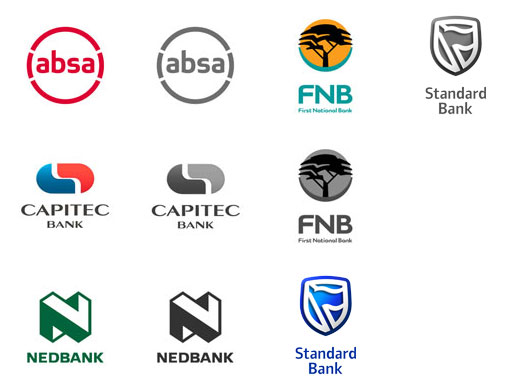 absa
absa
FNB
First National Bank
Standard
Bank
CAPITEC
BANK
CAPITEC
BANK
FNB
First National Bank
NEDBANK
NEDBANK
Standard
Bank